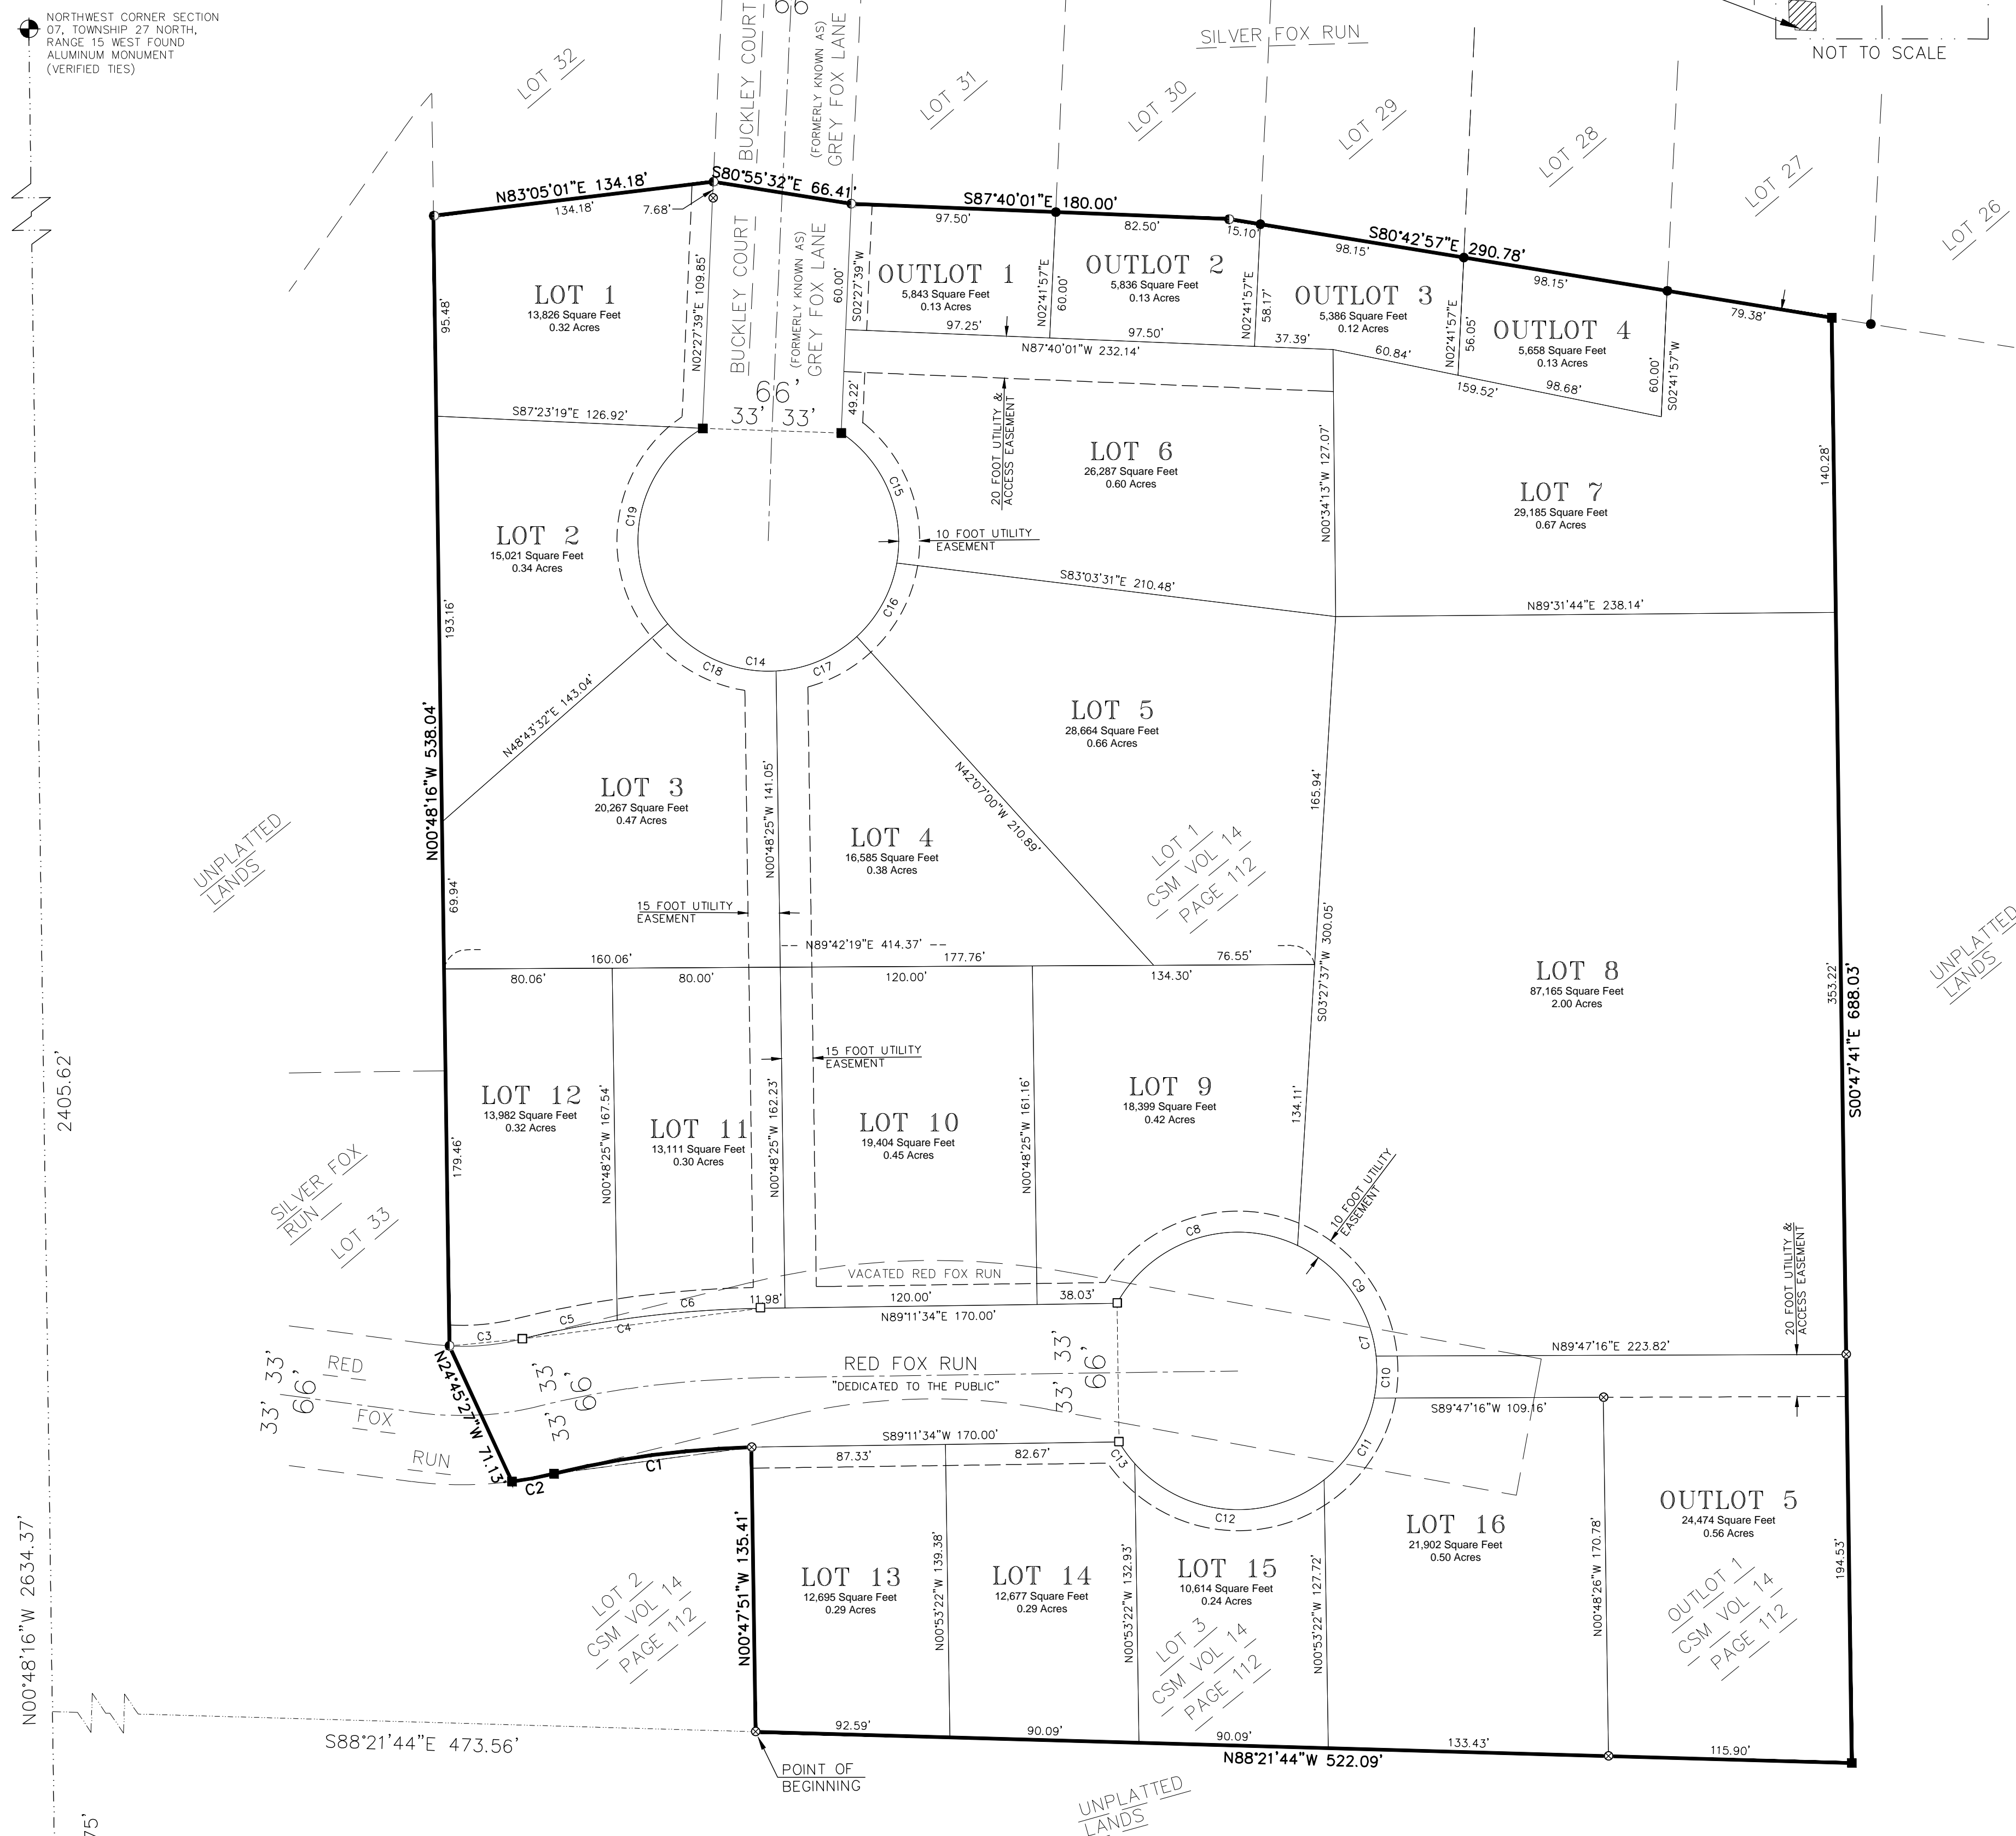 NORTHWEST CORNER SECTION
07, TOWNSHIP 27 NORTH,
RANGE 15 WEST FOUND
ALUMINUM MONUMENT
(VERIFIED TIES)
LOT 32
BUCKLEY COURT
66'
(FORMERLY KNOWN AS)
GREY FOX LANE
LOT 31
SILVER FOX RUN
LOT 30
LOT 29
LOT 28
LOT 27
LOT 26
NOT TO SCALE
N83°05'01"E 134.18'
134.18'
7.68'
S80°55'32"E 66.41'
S87°40'01"E 180.00'
97.50'
82.50'
15.10'
S80°42'57"E 290.78'
98.15'
98.15'
79.38'
LOT 1
13,826 Square Feet
0.32 Acres
95.48'
N02°27'39"E 109.85'
BUCKLEY COURT
(FORMERLY KNOWN AS)
GREY FOX LANE
60.00'
S02°27'39"W
OUTLOT 1
5,843 Square Feet
0.13 Acres
97.25'
N02°41'57"E
60.00'
OUTLOT 2
5,836 Square Feet
0.13 Acres
97.50'
N02°41'57"E
58.17'
OUTLOT 3
5,386 Square Feet
0.12 Acres
37.39'
60.84'
N02°41'57"E
56.05'
OUTLOT 4
5,658 Square Feet
0.13 Acres
98.68'
159.52'
60.00'
S02°41'57"W
N87°40'01"W 232.14'
S87°23'19"E 126.92'
66'
33' 33'
49.22'
20 FOOT UTILITY &
ACCESS EASEMENT
LOT 6
26,287 Square Feet
0.60 Acres
N00°34'13"W 127.07'
LOT 7
29,185 Square Feet
0.67 Acres
140.28'
C15
C19
LOT 2
15,021 Square Feet
0.34 Acres
10 FOOT UTILITY
EASEMENT
S83°03'31"E 210.48'
N89°31'44"E 238.14'
193.16'
C16
C14
C18
C17
N48°43'32"E 143.04'
N00°48'16"W 538.04'
LOT 3
20,267 Square Feet
0.47 Acres
N00°48'25"W 141.05'
LOT 4
16,585 Square Feet
0.38 Acres
N42°07'00"W 210.89'
LOT 5
28,664 Square Feet
0.66 Acres
165.94'
LOT 1
CSM VOL 14
PAGE 112
UNPLATTED
LANDS
69.94'
15 FOOT UTILITY
EASEMENT
N89°42'19"E 414.37'
160.06'
177.76'
76.55'
80.06'
80.00'
120.00'
134.30'
S03°27'37"W 300.05'
LOT 8
87,165 Square Feet
2.00 Acres
353.22'
S00°47'41"E 688.03'
UNPLATTED
LANDS
2405.62'
15 FOOT UTILITY
EASEMENT
LOT 12
13,982 Square Feet
0.32 Acres
179.46'
N00°48'25"W 167.54'
LOT 11
13,111 Square Feet
0.30 Acres
N00°48'25"W 162.23'
LOT 10
19,404 Square Feet
0.45 Acres
N00°48'25"W 161.16'
LOT 9
18,399 Square Feet
0.42 Acres
134.11'
10 FOOT UTILITY
EASEMENT
SILVER FOX
RUN
LOT 33
C8
C9
20 FOOT UTILITY &
ACCESS EASEMENT
VACATED RED FOX RUN
C3
C5
C4
C6
11.98'
120.00'
38.03'
N89°11'34"E 170.00'
C7
N89°47'16"E 223.82'
C10
33' 33'
66'
RED
FOX
RUN
N24°45'27"W 71.13'
33' 33'
66'
RED FOX RUN
"DEDICATED TO THE PUBLIC"
33' 33'
66'
S89°47'16"W 109.16'
C11
S89°11'34"W 170.00'
87.33'
82.67'
C13
C1
C2
C12
N00°48'16"W 2634.37'
LOT 2
CSM VOL 14
PAGE 112
N00°47'51"W 135.41'
LOT 13
12,695 Square Feet
0.29 Acres
N00°53'22"W 139.38'
LOT 14
12,677 Square Feet
0.29 Acres
N00°53'22"W 132.93'
LOT 15
10,614 Square Feet
0.24 Acres
LOT 3
CSM VOL 14
PAGE 112
N00°53'22"W 127.72'
LOT 16
21,902 Square Feet
0.50 Acres
N00°48'26"W 170.78'
OUTLOT 5
24,474 Square Feet
0.56 Acres
OUTLOT 1
CSM VOL 14
PAGE 112
194.53'
S88°21'44"E 473.56'
92.59'
90.09'
90.09'
133.43'
115.90'
N88°21'44"W 522.09'
POINT OF
BEGINNING
UNPLATTED
LANDS
75'